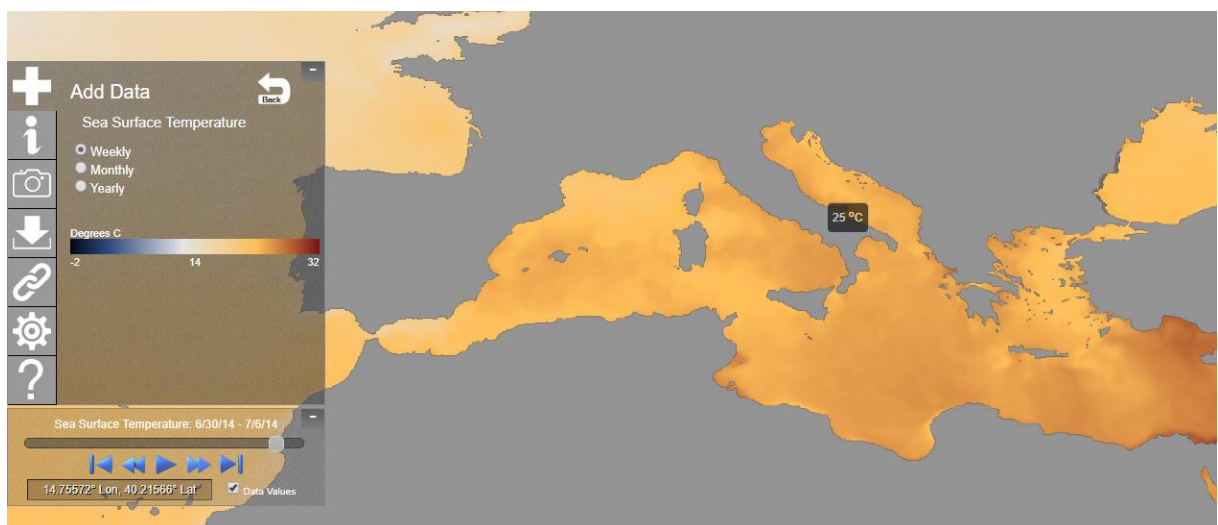 Add Data
Back
Sea Surface Temperature
Weekly
Monthly
Yearly
Degrees C
-2 14 32
25 ºC
Sea Surface Temperature: 6/30/14 - 7/6/14
14.75572° Lon, 40.21566° Lat
Data Values